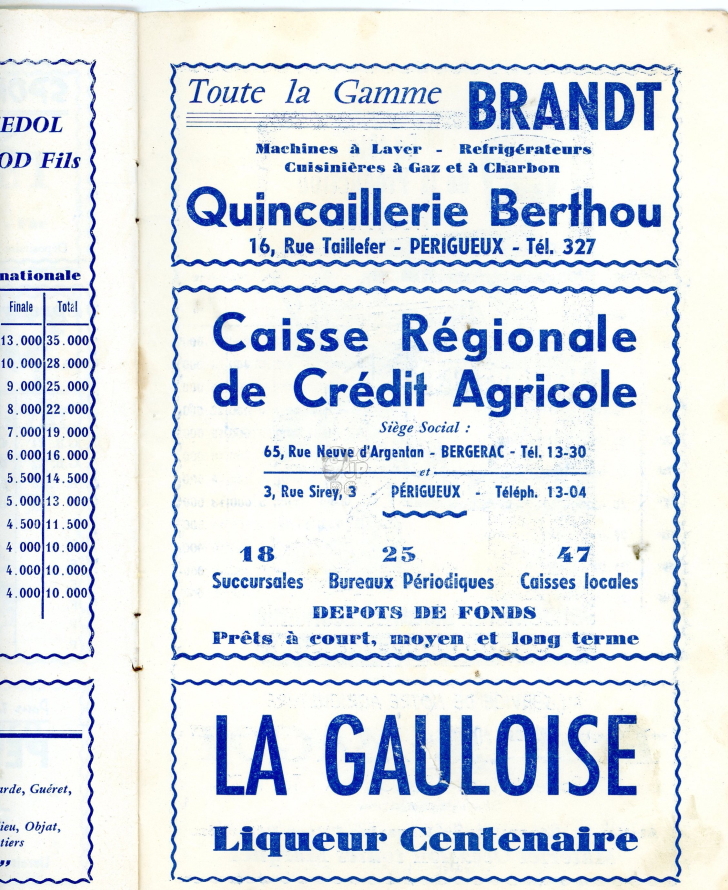 EDOL
OD Fils
nationale
Finale Total
13.000 35.000
10.000 28.000
9.000 25.000
8.000 22.000
7.000 19.000
6.000 16.000
5.500 14.500
5.000 13.000
4.500 11.500
4 000 10.000
4.000 10.000
4.000 10.000
arde, Guéret,
ieu, Objat,
tiers
”
Toute la Gamme BRANDT
Machines à Laver - Refrigérateurs
Cuisinières à Gaz et à Charbon
Quincaillerie Berthou
16, Rue Taillefer - PERIGUEUX - Tél. 327
Caisse Régionale
de Crédit Agricole
Siège Social :
65, Rue Neuve d'Argentan - BERGERAC - Tél. 13-30
et
3, Rue Sirey, 3 - PÉRIGUEUX - Téléph. 13-04
18 25 47
Succursales Bureaux Périodiques Caisses locales
DEPOTS DE FONDS
Prêts à court, moyen et long terme
LA GAULOISE
Liqueur Centenaire